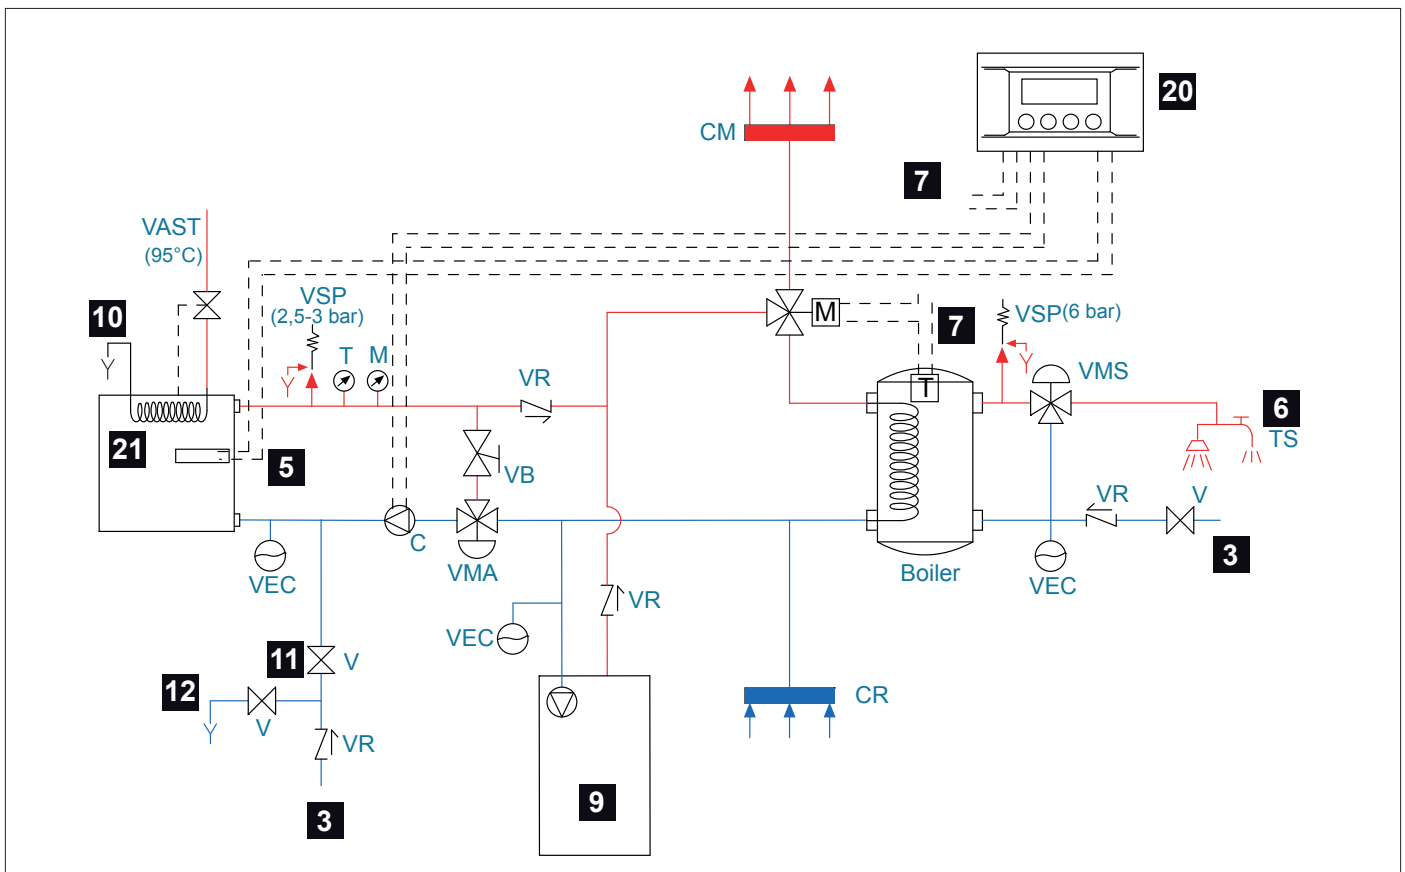 20
CM
7
VAST
(95°C)
VSP
(2,5-3 bar)
10
T
M
M
7
VSP (6 bar)
VR
VMS
T
6
TS
21
5
VB
VR
V
C
VMA
3
VEC
Boiler
VEC
VR
VEC
11
V
12
V
CR
VR
9
3